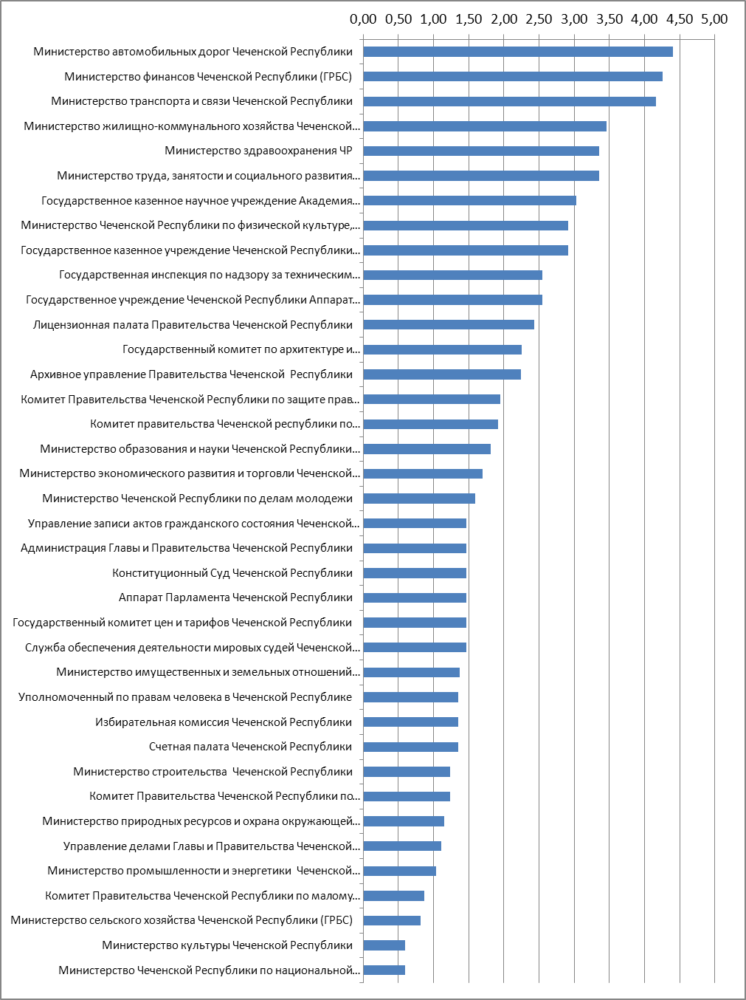 0,00 0,50 1,00 1,50 2,00 2,50 3,00 3,50 4,00 4,50 5,00
Министерство автомобильных дорог Чеченской Республики
Министерство финансов Чеченской Республики (ГРБС)
Министерство транспорта и связи Чеченской Республики
Министерство жилищно-коммунального хозяйства Чеченской…
Министерство здравоохранения ЧР
Министерство труда, занятости и социального развития…
Государственное казенное научное учреждение Академия…
Министерство Чеченской Республики по физической культуре,…
Государственное казенное учреждение Чеченской Республики…
Государственная инспекция по надзору за техническим…
Государственное учреждение Чеченской Республики Аппарат…
Лицензионная палата Правительства Чеченской Республики
Государственный комитет по архитектуре и…
Архивное управление Правительства Чеченской  Республики
Комитет Правительства Чеченской Республики по защите прав…
Комитет правительства Чеченской республики по…
Министерство образования и науки Чеченской Республики…
Министерство экономического развития и торговли Чеченской…
Министерство Чеченской Республики по делам молодежи
Управление записи актов гражданского состояния Чеченской…
Администрация Главы и Правительства Чеченской Республики
Конституционный Суд Чеченской Республики
Аппарат Парламента Чеченской Республики
Государственный комитет цен и тарифов Чеченской Республики
Служба обеспечения деятельности мировых судей Чеченской…
Министерство имущественных и земельных отношений…
Уполномоченный по правам человека в Чеченской Республике
Избирательная комиссия Чеченской Республики
Счетная палата Чеченской Республики
Министерство строительства  Чеченской Республики
Комитет Правительства Чеченской Республики по…
Министерство природных ресурсов и охрана окружающей…
Управление делами Главы и Правительства Чеченской…
Министерство промышленности и энергетики  Чеченской…
Комитет Правительства Чеченской Республики по малому…
Министерство сельского хозяйства Чеченской Республики (ГРБС)
Министерство культуры Чеченской Республики
Министерство Чеченской Республики по национальной…